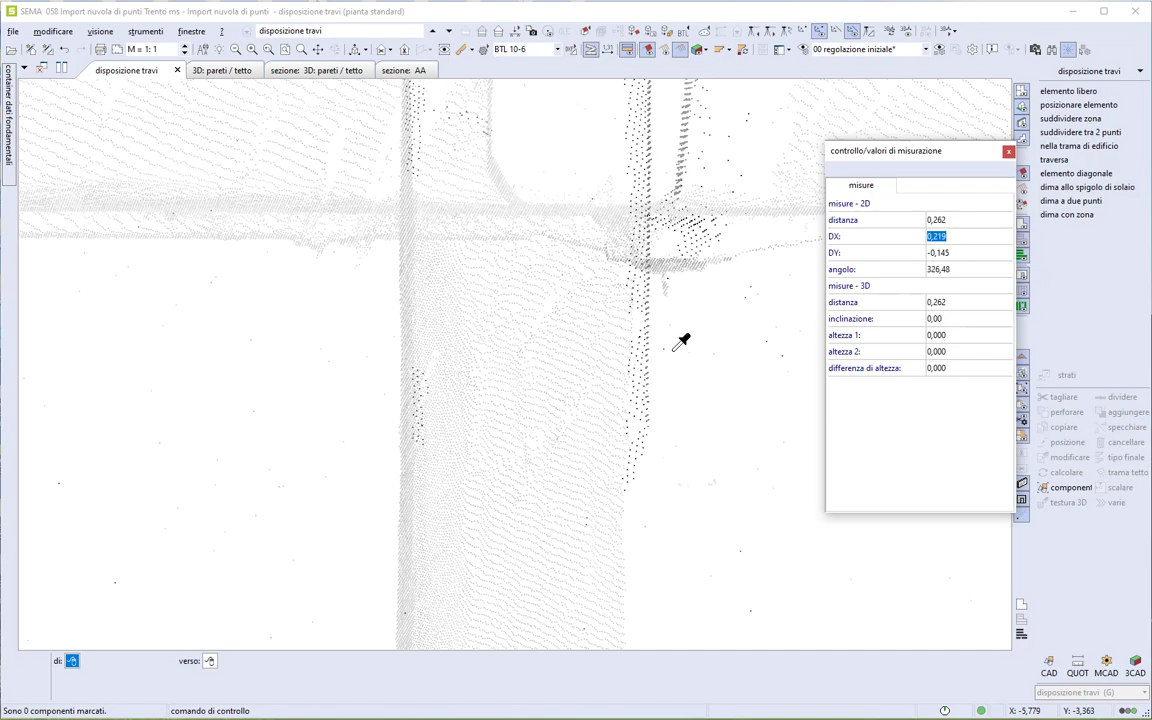 SEMA 058 Import nuvola di punti Trento ms - Import nuvola di punti - disposizione travi (pianta standard)
file modificare visione strumenti finestre ? disposizione travi
M = 1: 1 BTL 10-6 00 regolazione iniziale*
disposizione travi 3D: pareti / tetto sezione: 3D: pareti / tetto sezione: AA
disposizione travi
container dati fondamentali
elemento libero
posizionare elemento
suddividere zona
suddividere tra 2 punti
nella trama di edificio
traversa
elemento diagonale
dima allo spigolo di solaio
dima a due punti
dima con zona
controllo/valori di misurazione
misure
misure - 2D
distanza 0,262
DX: 0,219
DY: -0,145
angolo: 326,48
misure - 3D
distanza 0,262
inclinazione: 0,00
altezza 1: 0,000
altezza 2: 0,000
differenza di altezza: 0,000
strati
tagliare dividere
perforare aggiungere
copiare specchiare
posizione cancellare
modificare tipo finale
calcolare trama tetto
component scalare
testura 3D varie
CAD QUOT MCAD 3CAD
disposizione travi (G)
di: verso:
Sono 0 componenti marcati. comando di controllo X: -5,779 Y: -3,363